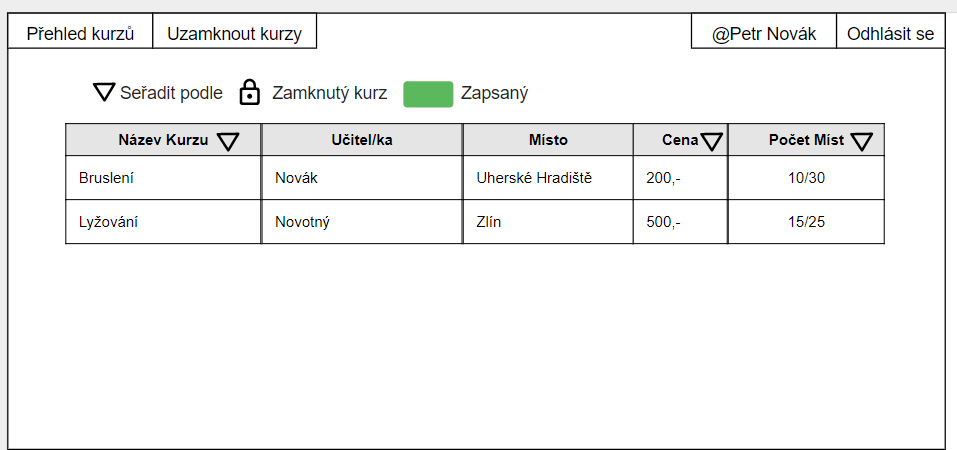 Přehled kurzů Uzamknout kurzy @Petr Novák Odhlásit se
Seřadit podle Zamknutý kurz Zapsaný
Název Kurzu Učitel/ka Místo Cena Počet Míst
Bruslení Novák Uherské Hradiště 200,- 10/30
Lyžování Novotný Zlín 500,- 15/25